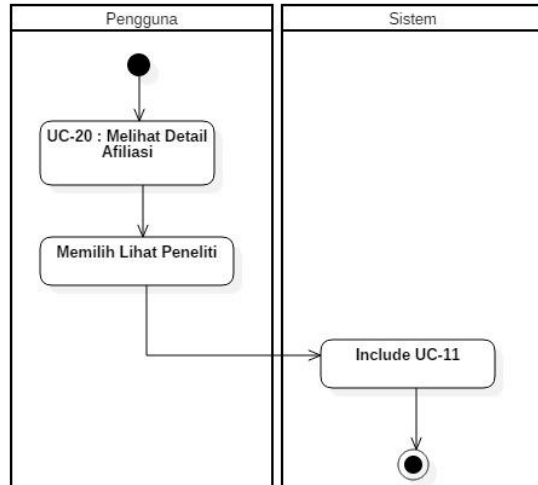 Pengguna
Sistem
UC-20 : Melihat Detail
Afiliasi
Memilih Lihat Peneliti
Include UC-11